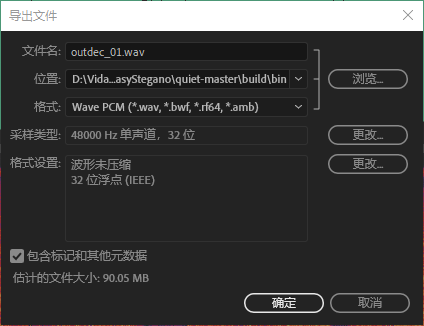 导出文件
文件名: outdec_01.wav
位置: D:\Vida...asyStegano\quiet-master\build\bin 浏览...
格式: Wave PCM (*.wav, *.bwf, *.rf64, *.amb)
采样类型: 48000 Hz 单声道, 32 位 更改...
格式设置: 波形未压缩 更改...
32 位浮点 (IEEE)
包含标记和其他元数据
估计的文件大小: 90.05 MB
确定 取消